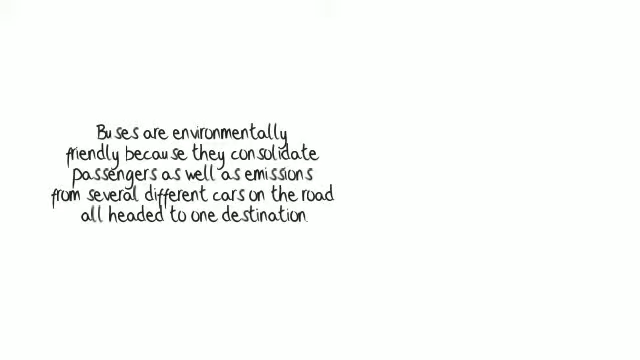 Buses are environmentally
friendly because they consolidate
passengers as well as emissions
from several different cars on the road
all headed to one destination